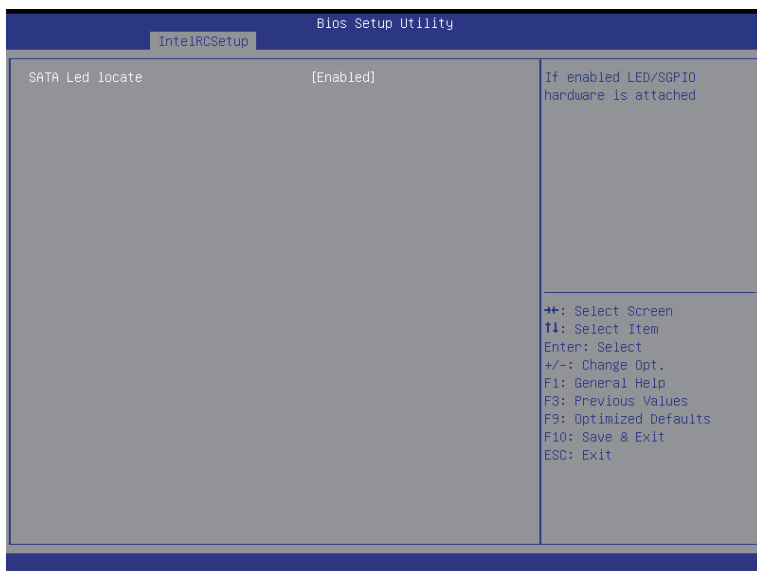 Bios Setup Utility
IntelRCSetup
SATA Led locate [Enabled]
If enabled LED/SGPIO
hardware is attached
→←: Select Screen
↑↓: Select Item
Enter: Select
+/-: Change Opt.
F1: General Help
F3: Previous Values
F9: Optimized Defaults
F10: Save & Exit
ESC: Exit